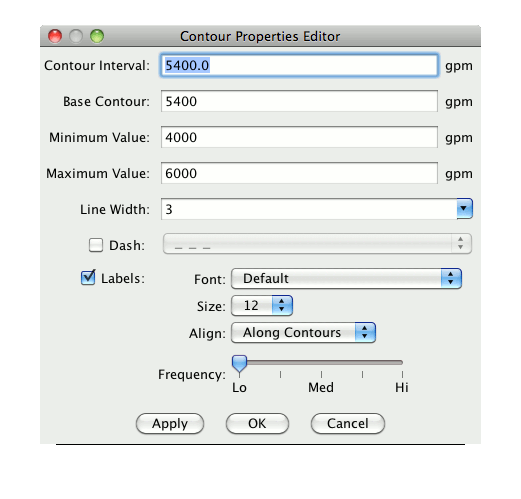 Contour Properties Editor
Contour Interval: 5400.0 gpm
Base Contour: 5400 gpm
Minimum Value: 4000 gpm
Maximum Value: 6000 gpm
Line Width: 3
Dash: _ _ _
Labels: Font: Default
Size: 12
Align: Along Contours
Frequency:
Lo Med Hi
Apply OK Cancel